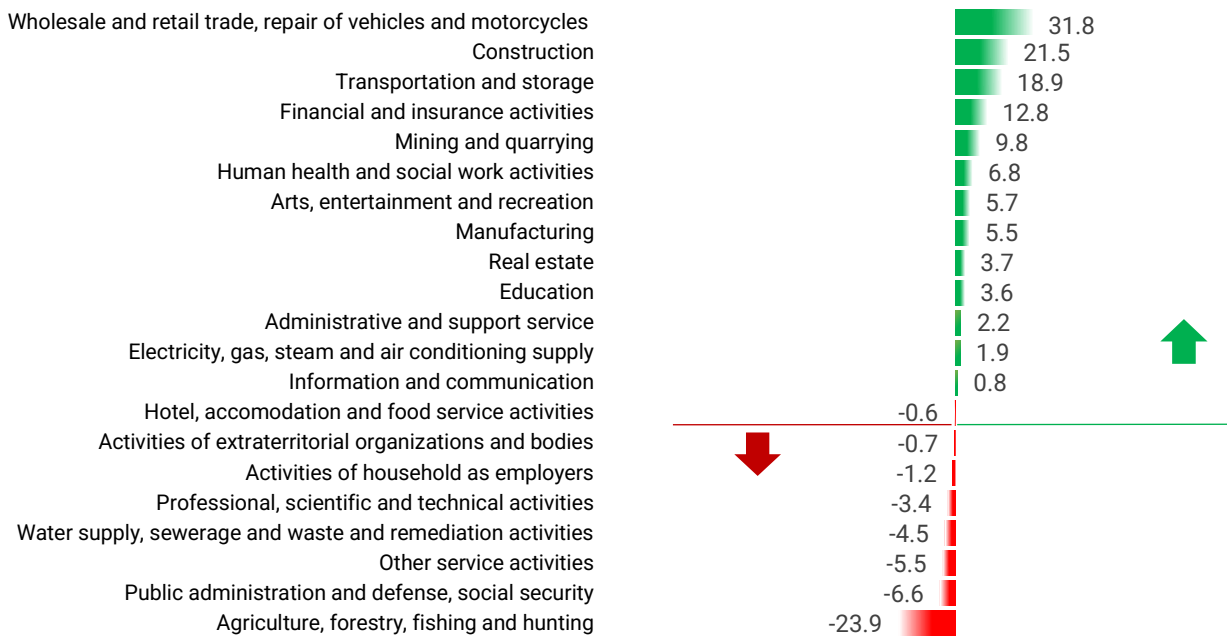 Wholesale and retail trade, repair of vehicles and motorcycles 31.8
Construction 21.5
Transportation and storage 18.9
Financial and insurance activities 12.8
Mining and quarrying 9.8
Human health and social work activities 6.8
Arts, entertainment and recreation 5.7
Manufacturing 5.5
Real estate 3.7
Education 3.6
Administrative and support service 2.2
Electricity, gas, steam and air conditioning supply 1.9
Information and communication 0.8
Hotel, accomodation and food service activities -0.6
Activities of extraterritorial organizations and bodies -0.7
Activities of household as employers -1.2
Professional, scientific and technical activities -3.4
Water supply, sewerage and waste and remediation activities -4.5
Other service activities -5.5
Public administration and defense, social security -6.6
Agriculture, forestry, fishing and hunting -23.9